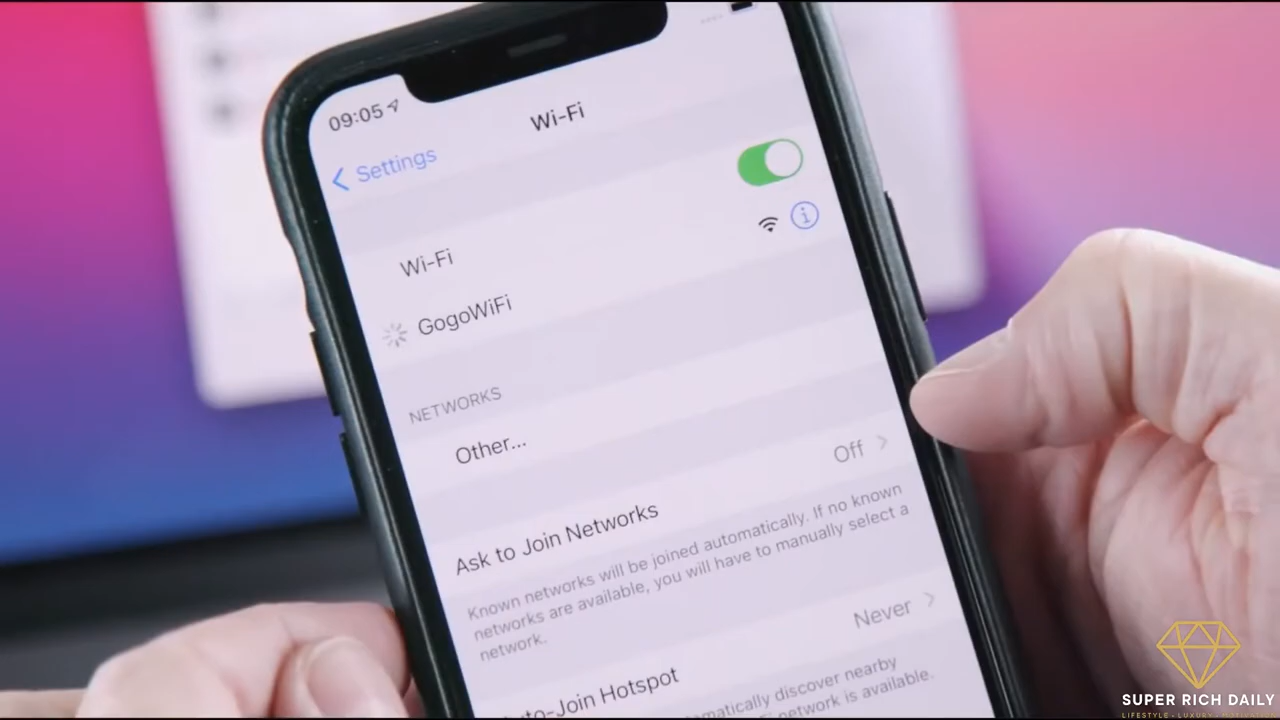 09:05
Wi-Fi
Settings
Wi-Fi
GogoWiFi
NETWORKS
Other...
Ask to Join Networks
Off
Known networks will be joined automatically. If no known
networks are available, you will have to manually select a
network.
Auto-Join Hotspot
Never
automatically discover nearby
network is available.
SUPER RICH DAILY
LIFESTYLE • LUXURY •